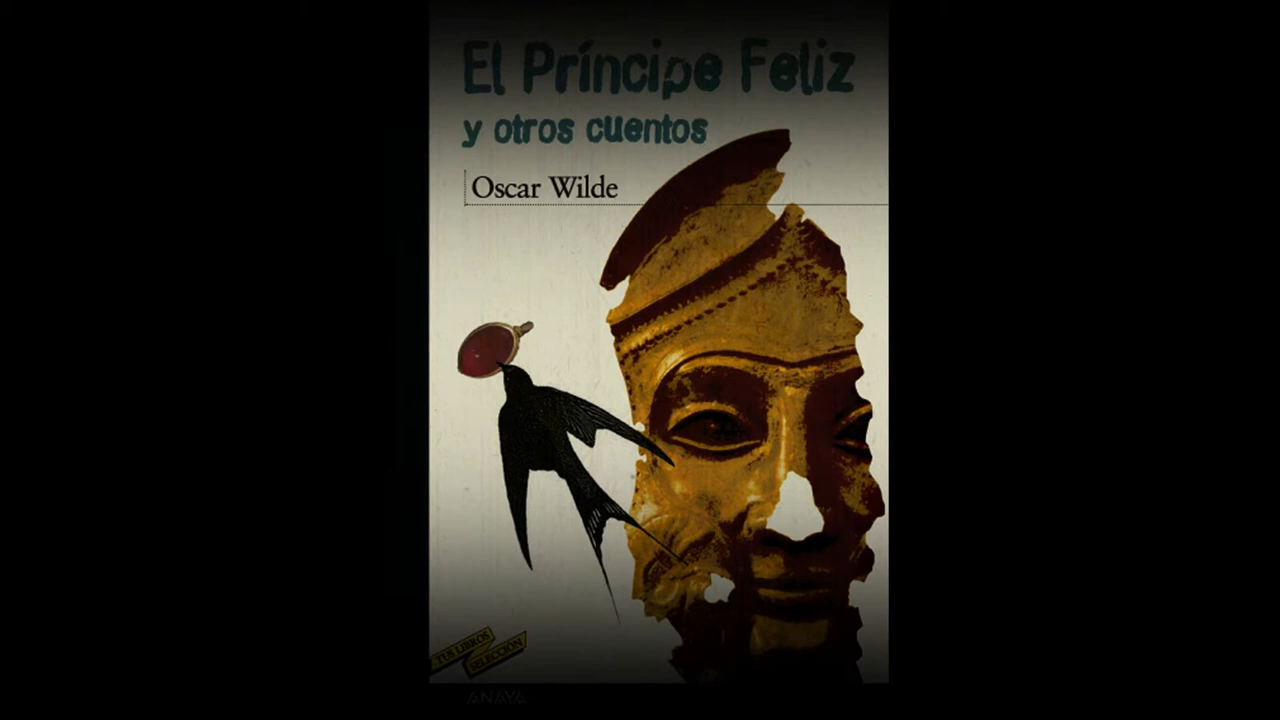 El Príncipe Feliz
y otros cuentos
Oscar Wilde
TUS LIBROS
SELECCIÓN
ANAYA